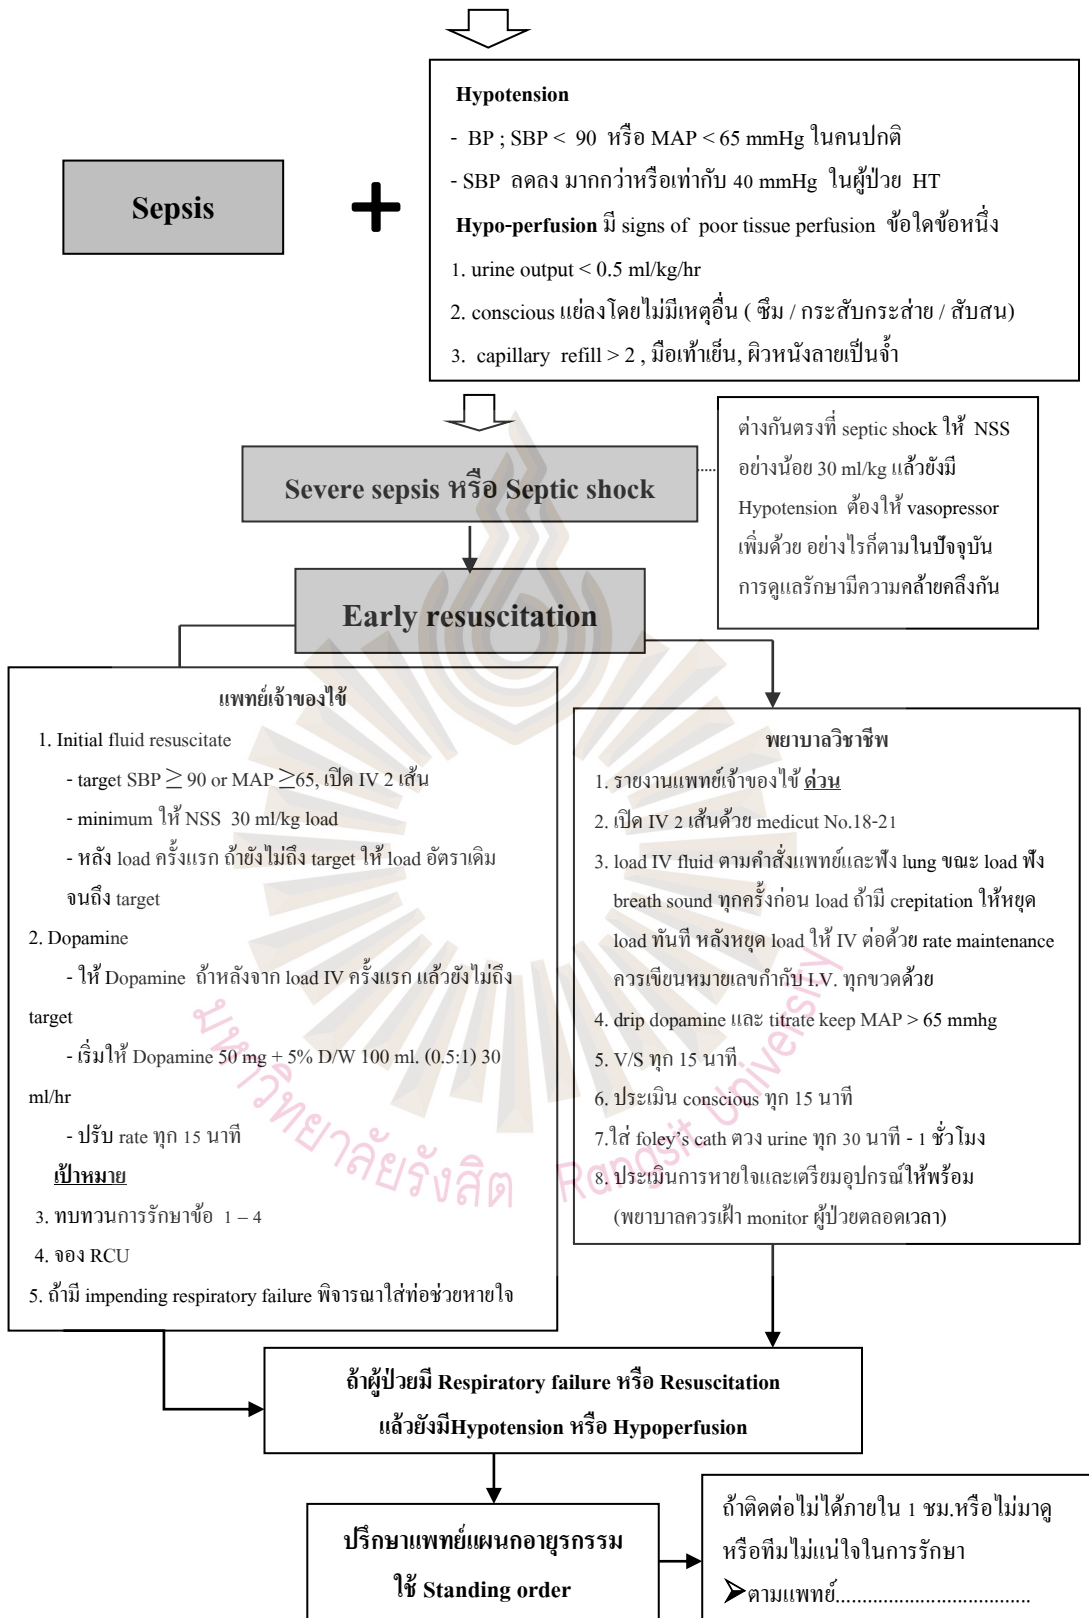 Hypotension
- BP ; SBP < 90 หรือ MAP < 65 mmHg ในคนปกติ
- SBP ลดลง มากกว่าหรือเท่ากับ 40 mmHg ในผู้ป่วย HT
Hypo-perfusion มี signs of poor tissue perfusion ข้อใดข้อหนึ่ง
1. urine output < 0.5 ml/kg/hr
2. conscious แย่ลงโดยไม่มีเหตุอื่น ( ซึม / กระสับกระส่าย / สับสน)
3. capillary refill > 2 , มือเท้าเย็น, ผิวหนังลายเป็นจ้ำ
Sepsis
+
ต่างกันตรงที่ septic shock ให้ NSS
อย่างน้อย 30 ml/kg แล้วยังมี
Hypotension ต้องให้ vasopressor
เพิ่มด้วย อย่างไรก็ตามในปัจจุบัน
การดูแลรักษามีความคล้ายคลึงกัน
Severe sepsis หรือ Septic shock
Early resuscitation
แพทย์เจ้าของไข้
1. Initial fluid resuscitate
- target SBP ≥ 90 or MAP ≥65, เปิด IV 2 เส้น
- minimum ให้ NSS 30 ml/kg load
- หลัง load ครั้งแรก ถ้ายังไม่ถึง target ให้ load อัตราเดิม
จนถึง target
2. Dopamine
- ให้ Dopamine ถ้าหลังจาก load IV ครั้งแรก แล้วยังไม่ถึง
target
- เริ่มให้ Dopamine 50 mg + 5% D/W 100 ml. (0.5:1) 30
ml/hr
- ปรับ rate ทุก 15 นาที
เป้าหมาย
3. ทบทวนการรักษาข้อ 1 – 4
4. จอง RCU
5. ถ้ามี impending respiratory failure พิจารณาใส่ท่อช่วยหายใจ
พยาบาลวิชาชีพ
1. รายงานแพทย์เจ้าของไข้ ด่วน
2. เปิด IV 2 เส้นด้วย medicut No.18-21
3. load IV fluid ตามคำสั่งแพทย์และฟัง lung ขณะ load ฟัง
breath sound ทุกครั้งก่อน load ถ้ามี crepitation ให้หยุด
load ทันที หลังหยุด load ให้ IV ต่อด้วย rate maintenance
ควรเขียนหมายเลขกำกับ I.V. ทุกขวดด้วย
4. drip dopamine และ titrate keep MAP > 65 mmhg
5. V/S ทุก 15 นาที
6. ประเมิน conscious ทุก 15 นาที
7.ใส่ foley's cath ตวง urine ทุก 30 นาที - 1 ชั่วโมง
8. ประเมินการหายใจและเตรียมอุปกรณ์ให้พร้อม
(พยาบาลควรเฝ้า monitor ผู้ป่วยตลอดเวลา)
มหาวิทยาลัยรังสิต Rangsit University
ถ้าผู้ป่วยมี Respiratory failure หรือ Resuscitation
แล้วยังมีHypotension หรือ Hypoperfusion
ปรึกษาแพทย์แผนกอายุรกรรม
ใช้ Standing order
ถ้าติดต่อไม่ได้ภายใน 1 ชม.หรือไม่มาดู
หรือทีมไม่แน่ใจในการรักษา
➢ตามแพทย์....................................